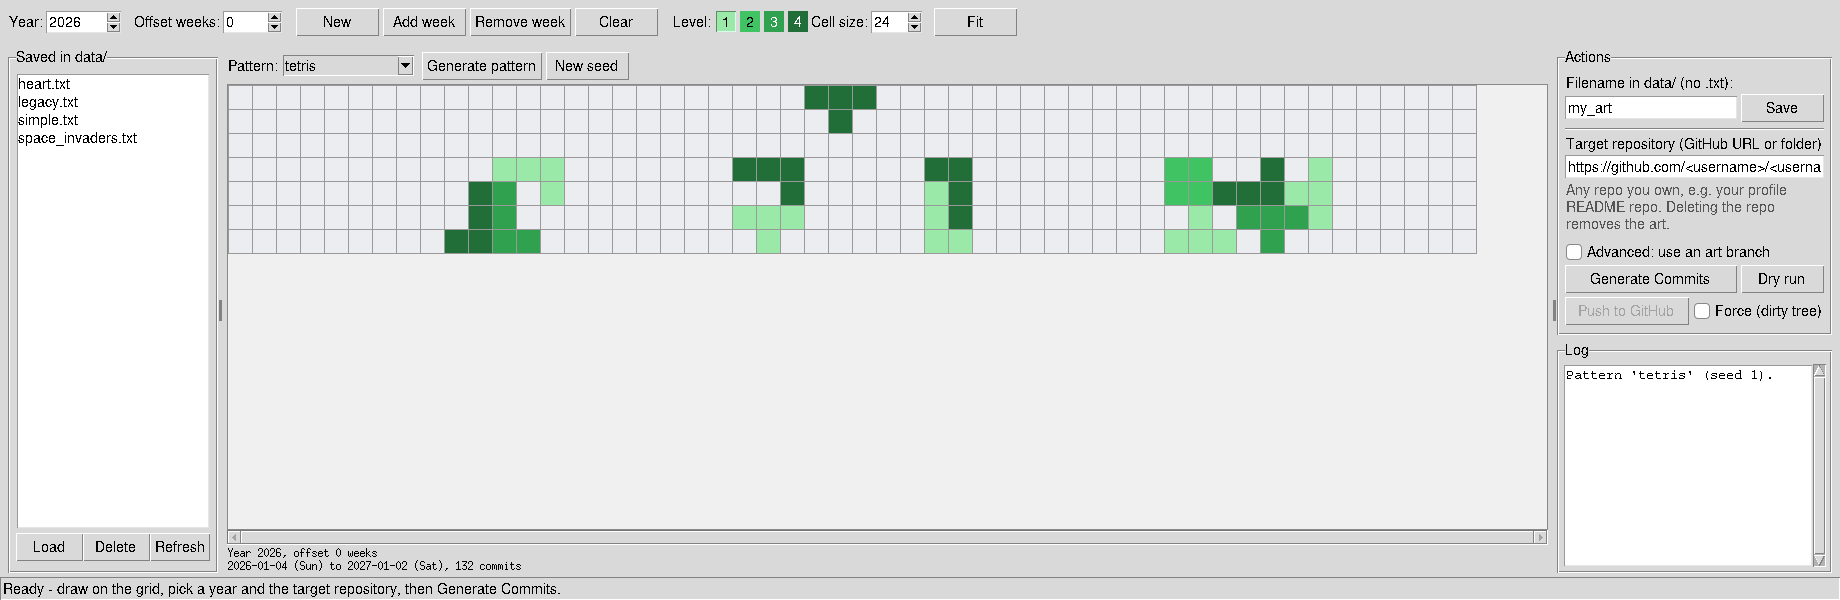 Year: 2026 Offset weeks: 0 New Add week Remove week Clear Level: 1 2 3 4 Cell size: 24 Fit
Saved in data/
heart.txt
legacy.txt
simple.txt
space_invaders.txt
Load Delete Refresh
Pattern: tetris Generate pattern New seed
Year 2026, offset 0 weeks
2026-01-04 (Sun) to 2027-01-02 (Sat), 132 commits
Actions
Filename in data/ (no .txt):
my_art Save
Target repository (GitHub URL or folder)
https://github.com/<username>/<userna
Any repo you own, e.g. your profile
README repo. Deleting the repo
removes the art.
Advanced: use an art branch
Generate Commits Dry run
Push to GitHub Force (dirty tree)
Log
Pattern 'tetris' (seed 1).
Ready - draw on the grid, pick a year and the target repository, then Generate Commits.